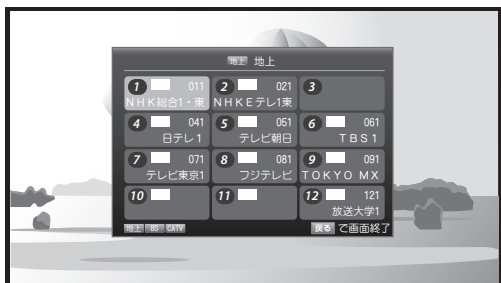 地上 地上
1 011 2 021 3
NHK総合1・東 NHKEテレ1東
4 041 5 051 6 061
日テレ1 テレビ朝日 TBS1
7 071 8 081 9 091
テレビ東京1 フジテレビ TOKYO MX
10 11 12 121
放送大学1
地上 BS CATV 戻る で画面終了